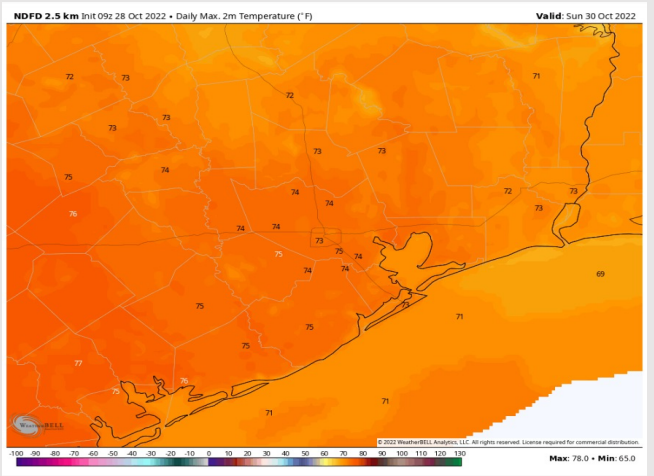 NDFD 2.5 km Init 09z 28 Oct 2022 • Daily Max. 2m Temperature (°F)
Valid: Sun 30 Oct 2022
72 73 72 71
73 73
73 73
75 74
76 74 74 72 73
73
74 74
73
75 75 74
74 74
69
75 73
71
75
75
77
76
75
71 71
WEATHERBELL
© 2022 WeatherBELL Analytics, LLC. All rights reserved. License required for commercial distribution.
-100 -90 -80 -70 -60 -50 -40 -30 -20 -10 0 10 20 30 40 50 60 70 80 90 100 110 120 130
Max: 78.0 • Min: 65.0